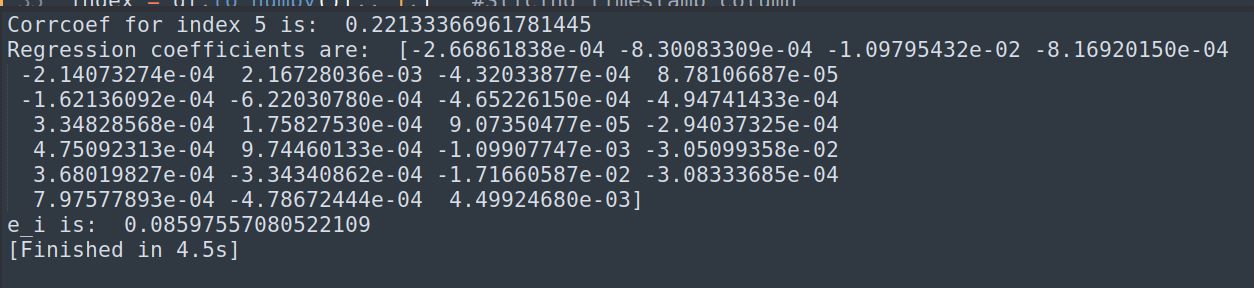 Corrcoef for index 5 is:  0.221333669617​81445
Regression coefficients are:  [-2.66861838e-04 -8.30083309e-04 -1.09795432e-02 -8.16920150e-04
 -2.14073274e-04  2.16728036e-03 -4.32033877e-04  8.78106687e-05
 -1.62136092e-04 -6.22030780e-04 -4.65226150e-04 -4.94741433e-04
  3.34828568e-04  1.75827530e-04  9.07350477e-05 -2.94037325e-04
  4.75092313e-04  9.74460133e-04 -1.09907747e-03 -3.05099358e-02
  3.68019827e-04 -3.34340862e-04 -1.71660587e-02 -3.08333685e-04
  7.97577893e-04 -4.78672444e-04  4.49924680e-03]
e_i is:  0.08597557080522109
[Finished in 4.5s]